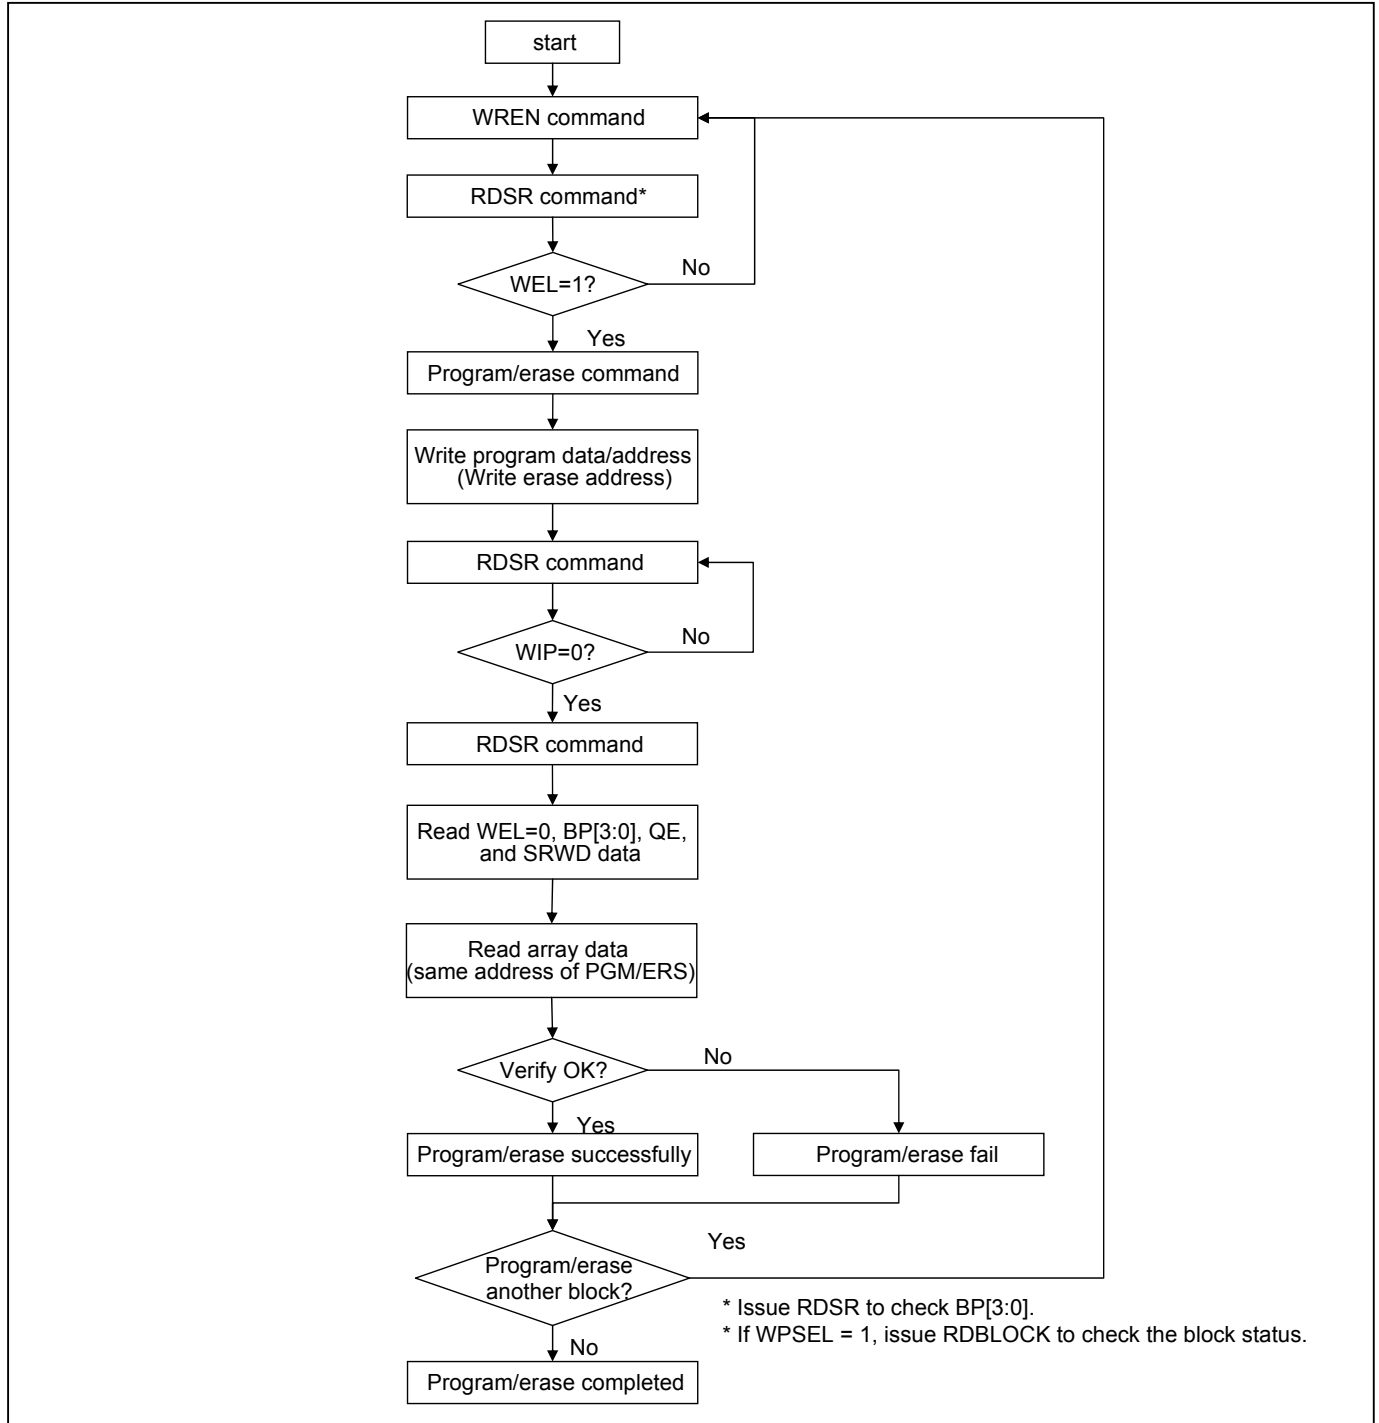 start
WREN command
RDSR command*
WEL=1?
No
Yes
Program/erase command
Write program data/address
(Write erase address)
RDSR command
WIP=0?
No
Yes
RDSR command
Read WEL=0, BP[3:0], QE,
and SRWD data
Read array data
(same address of PGM/ERS)
Verify OK?
No
Yes
Program/erase successfully
Program/erase fail
Program/erase
another block?
Yes
* Issue RDSR to check BP[3:0].
* If WPSEL = 1, issue RDBLOCK to check the block status.
No
Program/erase completed